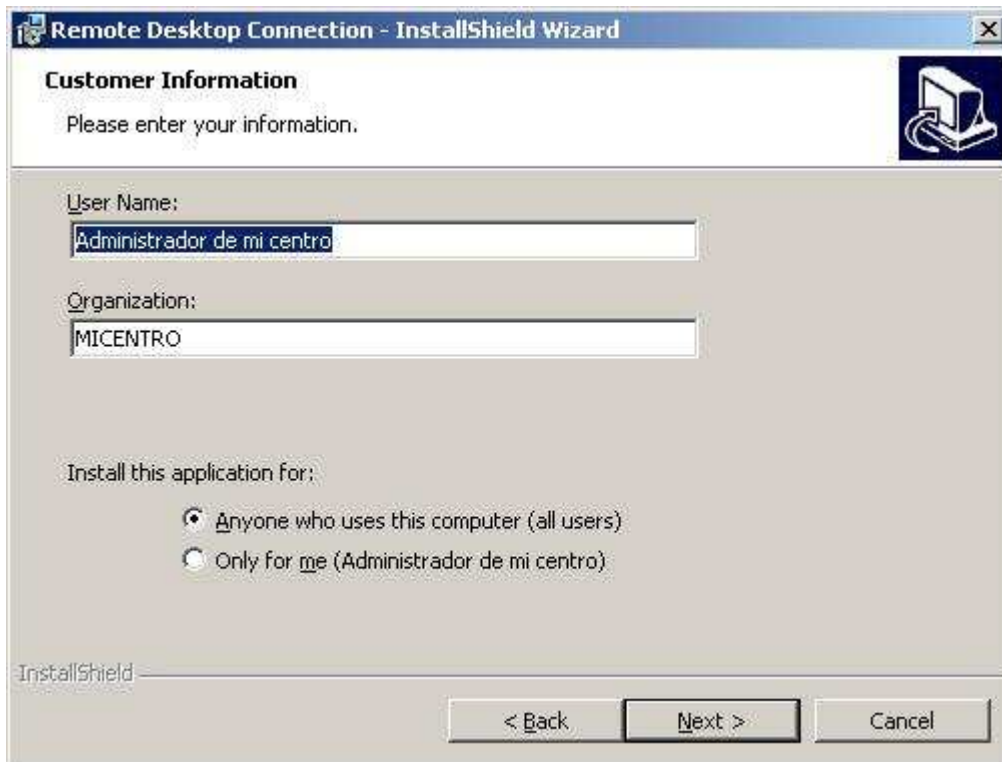 Remote Desktop Connection - InstallShield Wizard
Customer Information
Please enter your information.
User Name:
Administrador de mi centro
Organization:
MICENTRO
Install this application for:
Anyone who uses this computer (all users)
Only for me (Administrador de mi centro)
InstallShield
< Back Next > Cancel